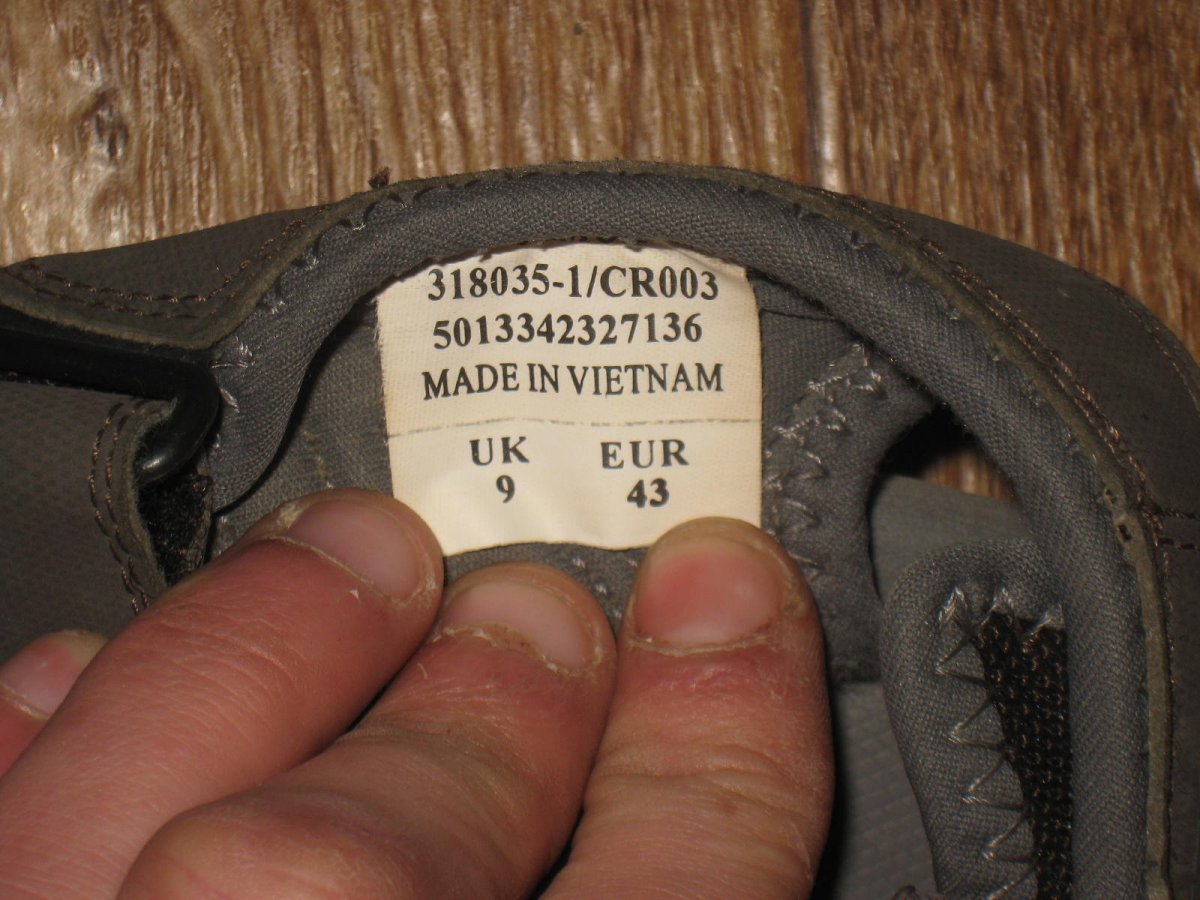 318035-1/CR003
5013342327136
MADE IN VIETNAM
UK EUR
9 43